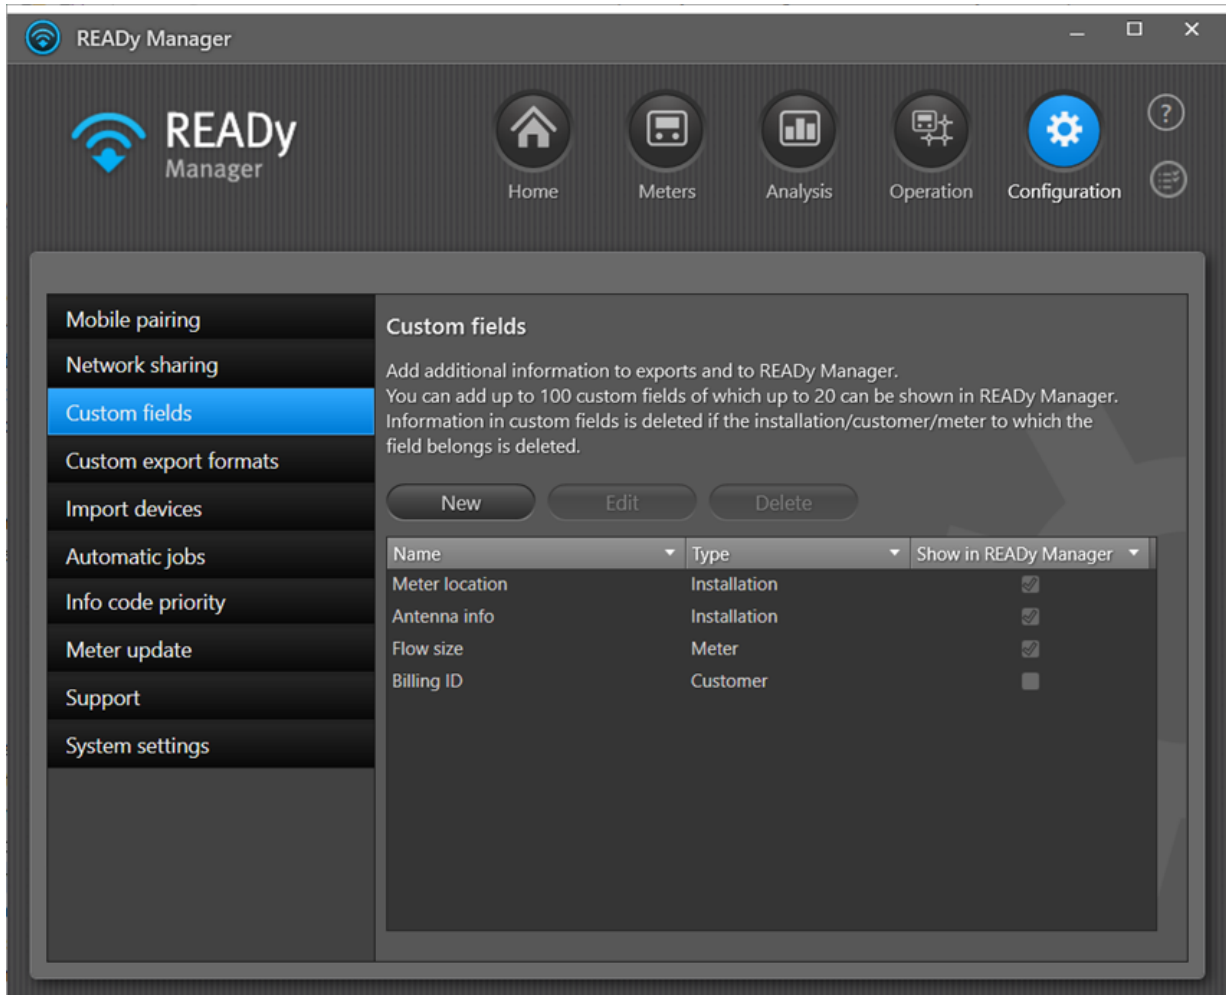 READy Manager
READy
Manager
Home
Meters
Analysis
Operation
Configuration
?
Mobile pairing
Network sharing
Custom fields
Custom export formats
Import devices
Automatic jobs
Info code priority
Meter update
Support
System settings
Custom fields
Add additional information to exports and to READy Manager.
You can add up to 100 custom fields of which up to 20 can be shown in READy Manager.
Information in custom fields is deleted if the installation/customer/meter to which the
field belongs is deleted.
New Edit Delete
Name Type Show in READy Manager
Meter location Installation
Antenna info Installation
Flow size Meter
Billing ID Customer